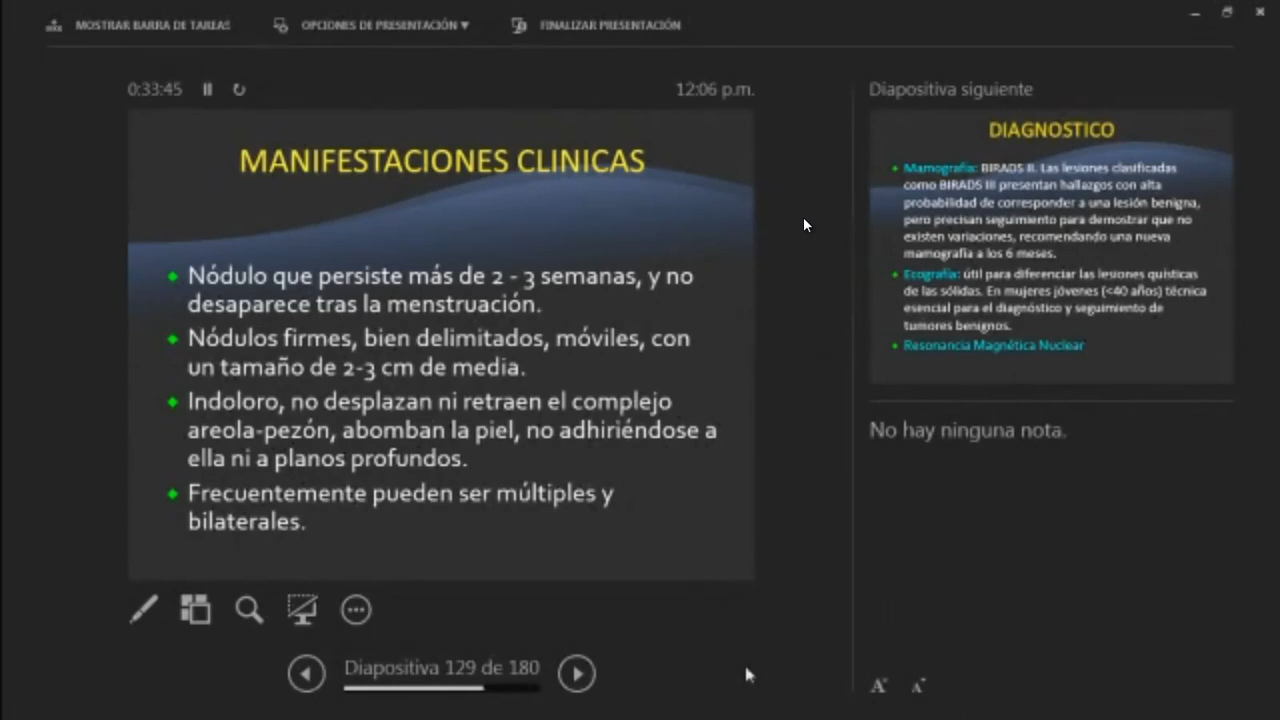 MOSTRAR BARRA DE TAREAS
OPCIONES DE PRESENTACIÓN ▼
FINALIZAR PRESENTACIÓN
0:33:45
12:06 p.m.
MANIFESTACIONES CLINICAS
Nódulo que persiste más de 2 - 3 semanas, y no
desaparece tras la menstruación.
Nódulos firmes, bien delimitados, móviles, con
un tamaño de 2-3 cm de media.
Indoloro, no desplazan ni retraen el complejo
areola-pezón, abomban la piel, no adhiriéndose a
ella ni a planos profundos.
Frecuentemente pueden ser múltiples y
bilaterales.
Diapositiva 129 de 180
Diapositiva siguiente
DIAGNOSTICO
Mamografía: BIRADS II. Las lesiones clasificadas
como BIRADS III presentan hallazgos con alta
probabilidad de corresponder a una lesión benigna,
pero precisan seguimiento para demostrar que no
existen variaciones, recomendando una nueva
mamografía a los 6 meses.
Ecografía: útil para diferenciar las lesiones quísticas
de las sólidas. En mujeres jóvenes (<40 años) técnica
esencial para el diagnóstico y seguimiento de
tumores benignos.
Resonancia Magnética Nuclear
No hay ninguna nota.
A A